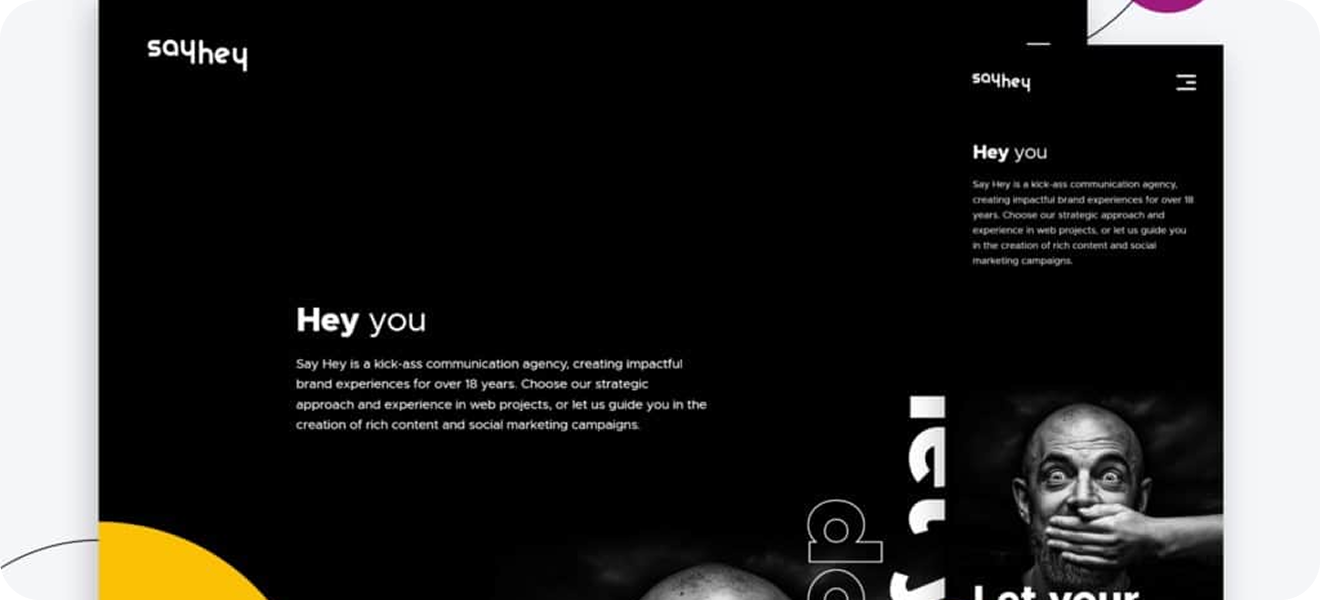 sayhey
Hey you
Say Hey is a kick-ass communication agency, creating impactful
brand experiences for over 18 years. Choose our strategic
approach and experience in web projects, or let us guide you in the
creation of rich content and social marketing campaigns.
sayhey
Hey you
Say Hey is a kick-ass communication agency,
creating impactful brand experiences for over 18
years. Choose our strategic approach and
experience in web projects, or let us guide you
in the creation of rich content and social
marketing campaigns.
Let your